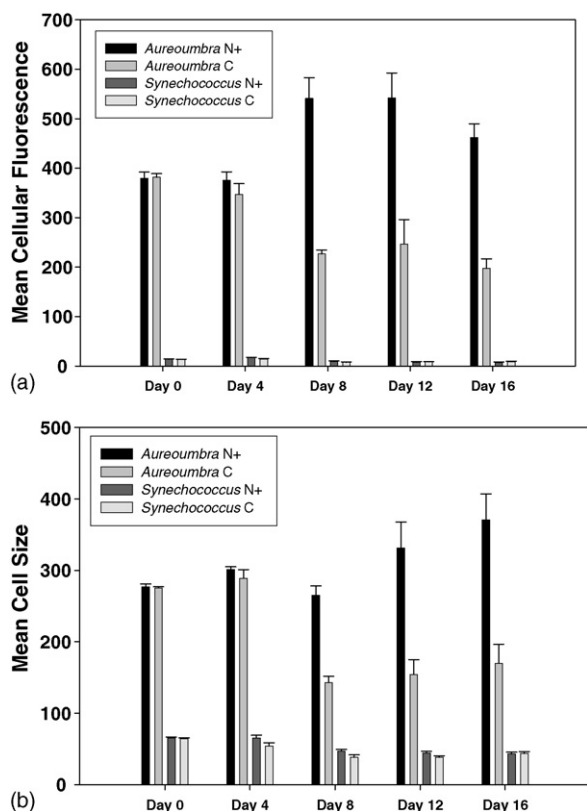 700
600
500
400
300
200
100
0
Mean Cellular Fluorescence
Aureoumbra N+
Aureoumbra C
Synechococcus N+
Synechococcus C
Day 0 Day 4 Day 8 Day 12 Day 16
(a)
500
400
300
200
100
0
Mean Cell Size
Aureoumbra N+
Aureoumbra C
Synechococcus N+
Synechococcus C
Day 0 Day 4 Day 8 Day 12 Day 16
(b)